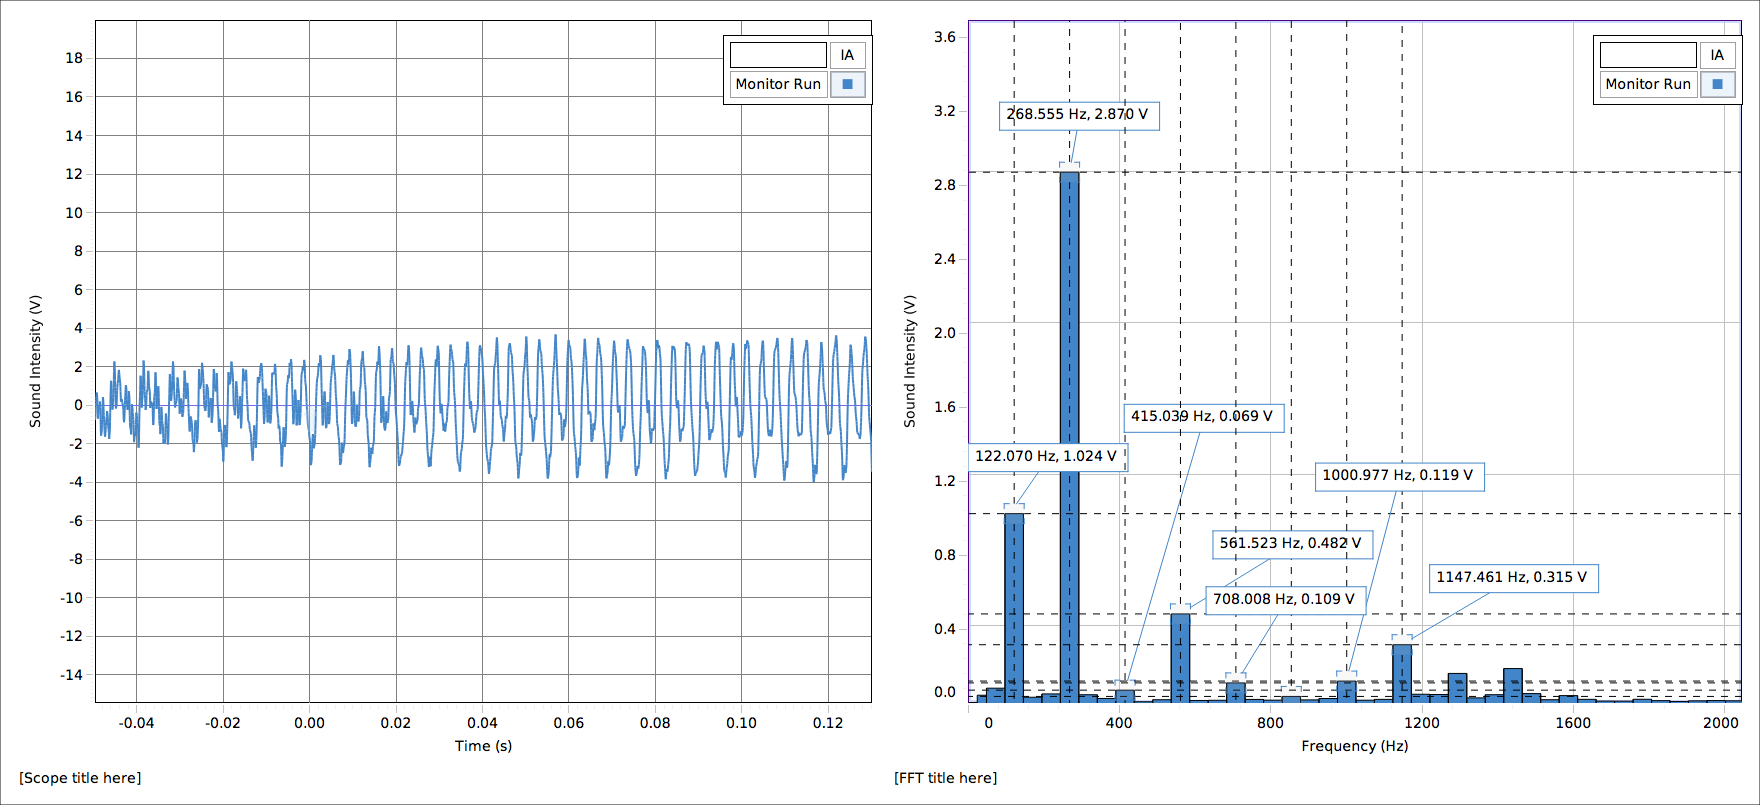 IA
Monitor Run
18
16
14
12
10
8
6
4
2
0
-2
-4
-6
-8
-10
-12
-14
Sound Intensity (V)
-0.04 -0.02 0.00 0.02 0.04 0.06 0.08 0.10 0.12
Time (s)
[Scope title here]
IA
Monitor Run
3.6
3.2
2.8
2.4
2.0
1.6
1.2
0.8
0.4
0.0
Sound Intensity (V)
268.555 Hz, 2.870 V
415.039 Hz, 0.069 V
122.070 Hz, 1.024 V
1000.977 Hz, 0.119 V
561.523 Hz, 0.482 V
1147.461 Hz, 0.315 V
708.008 Hz, 0.109 V
0 400 800 1200 1600 2000
Frequency (Hz)
[FFT title here]